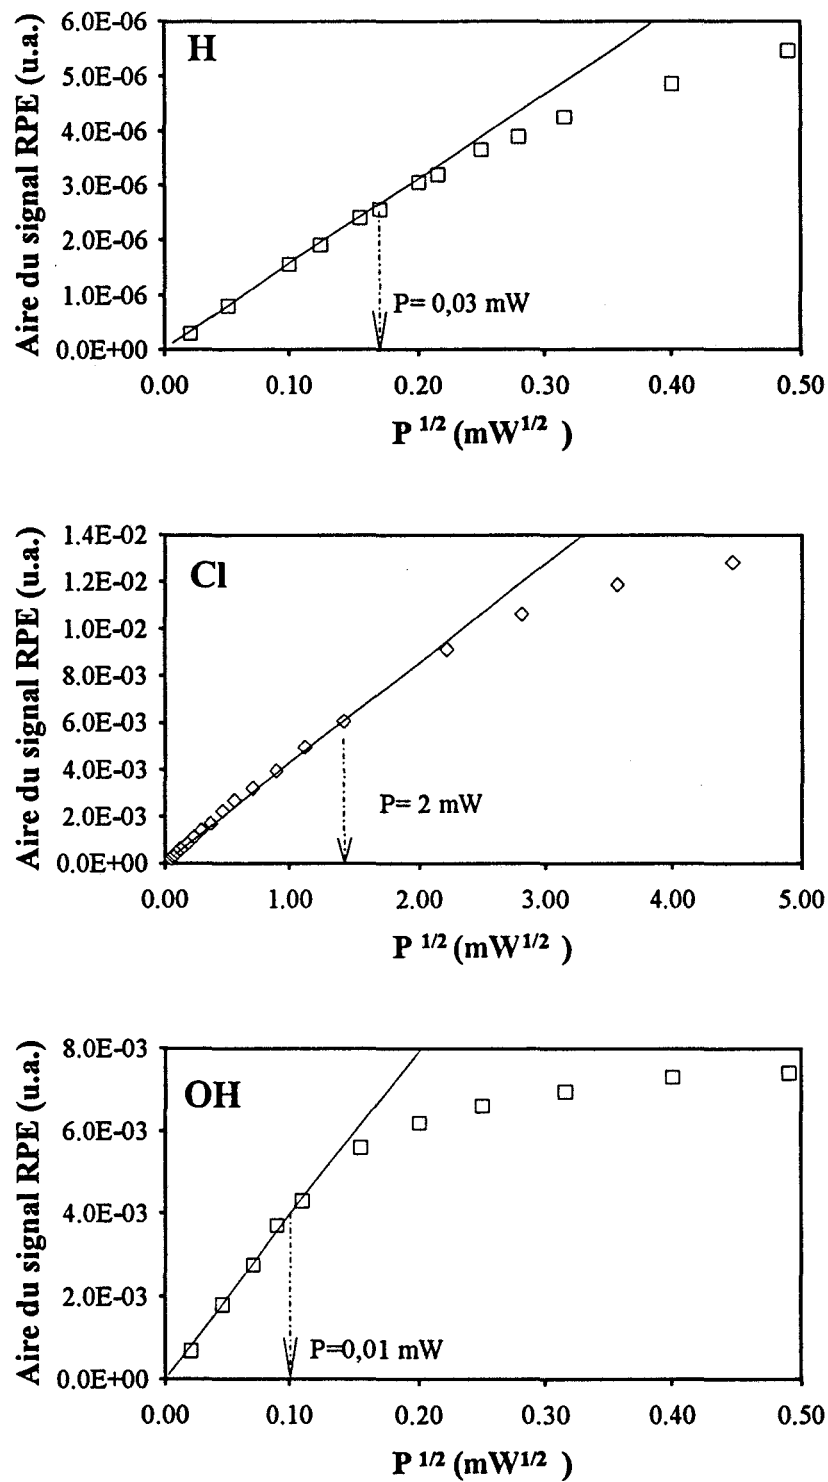 H
Aire du signal RPE (u.a.)
6.0E-06
5.0E-06
4.0E-06
3.0E-06
2.0E-06
1.0E-06
0.0E+00
P= 0,03 mW
0.00 0.10 0.20 0.30 0.40 0.50
P 1/2 (mW1/2 )
Cl
Aire du signal RPE (u.a.)
1.4E-02
1.2E-02
1.0E-02
8.0E-03
6.0E-03
4.0E-03
2.0E-03
0.0E+00
P= 2 mW
0.00 1.00 2.00 3.00 4.00 5.00
P 1/2 (mW1/2 )
OH
Aire du signal RPE (u.a.)
8.0E-03
6.0E-03
4.0E-03
2.0E-03
0.0E+00
P=0,01 mW
0.00 0.10 0.20 0.30 0.40 0.50
P 1/2 (mW1/2)